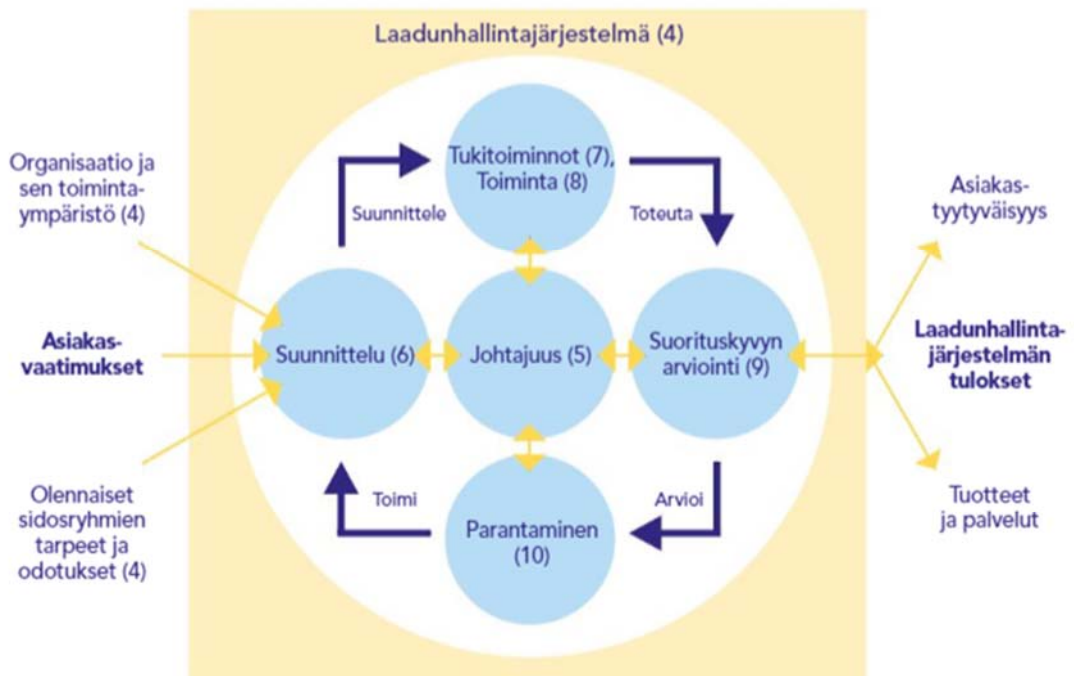 Laadunhallintajärjestelmä (4)
Organisaatio ja
sen toiminta-
ympäristö (4)
Asiakas-
vaatimukset
Olennaiset
sidosryhmien
tarpeet ja
odotukset (4)
Tukitoiminnot (7),
Toiminta (8)
Suunnittele
Toteuta
Suunnittelu (6)
Johtajuus (5)
Suorituskyvyn
arviointi (9)
Toimi
Arvioi
Parantaminen
(10)
Asiakas-
tyytyväisyys
Laadunhallinta-
järjestelmän
tulokset
Tuotteet
ja palvelut